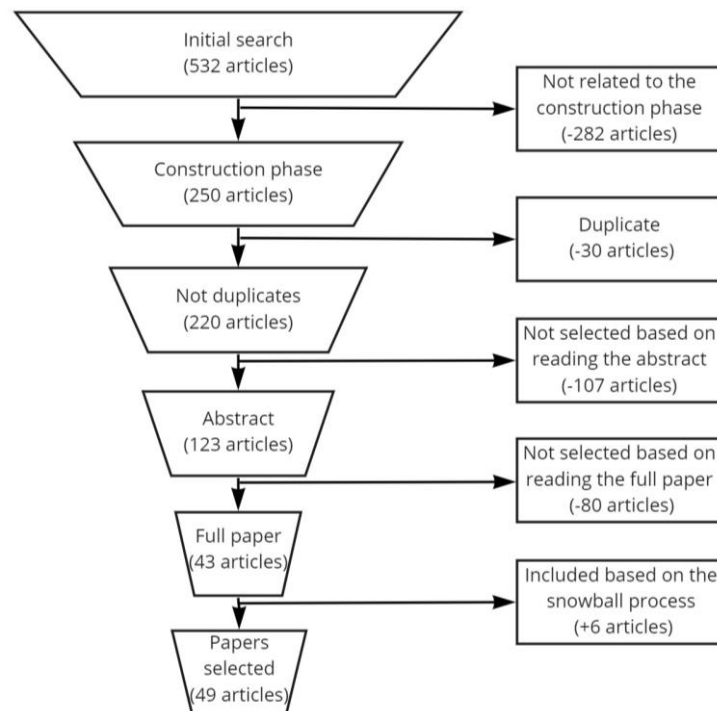 Initial search
(532 articles)
Not related to the
construction phase
(-282 articles)
Construction phase
(250 articles)
Duplicate
(-30 articles)
Not duplicates
(220 articles)
Not selected based on
reading the abstract
(-107 articles)
Abstract
(123 articles)
Not selected based on
reading the full paper
(-80 articles)
Full paper
(43 articles)
Included based on the
snowball process
(+6 articles)
Papers
selected
(49 articles)